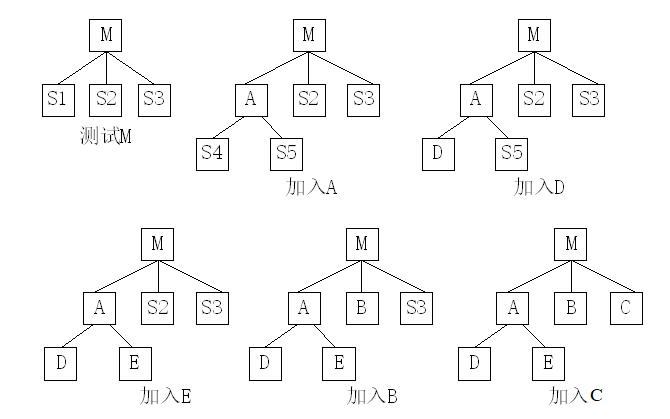 M
S1 S2 S3
测试M
M
A S2 S3
S4 S5
加入A
M
A S2 S3
D S5
加入D
M
A S2 S3
D E
加入E
M
A B S3
D E
加入B
M
A B C
D E
加入C